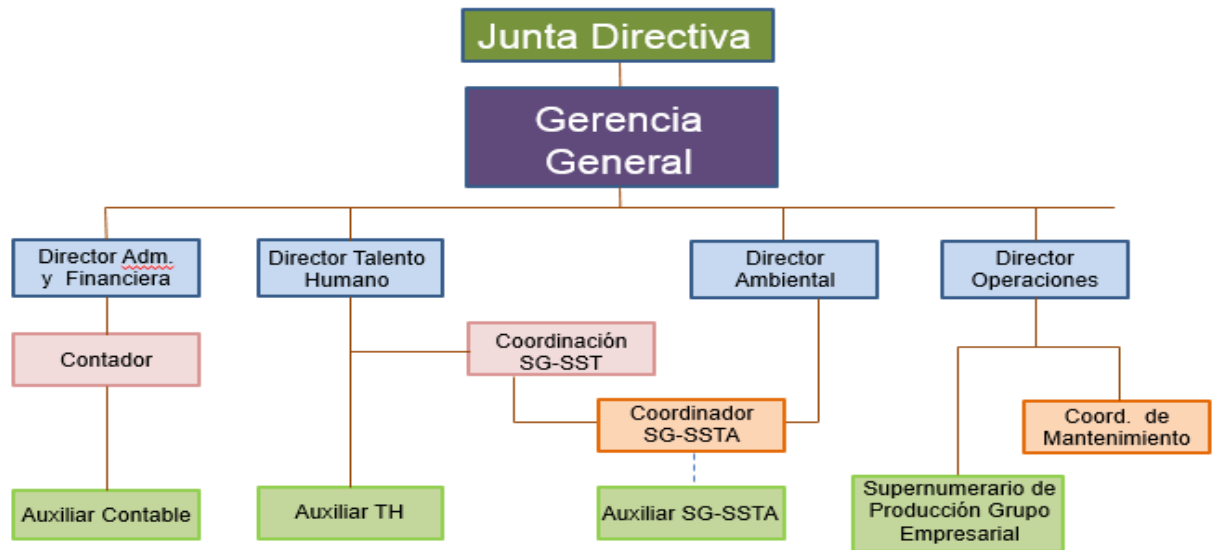 Junta Directiva
Gerencia
General
Director Adm.
y Financiera
Director Talento
Humano
Director
Ambiental
Director
Operaciones
Contador
Coordinación
SG-SST
Coordinador
SG-SSTA
Coord. de
Mantenimiento
Auxiliar Contable
Auxiliar TH
Auxiliar SG-SSTA
Supernumerario de
Producción Grupo
Empresarial